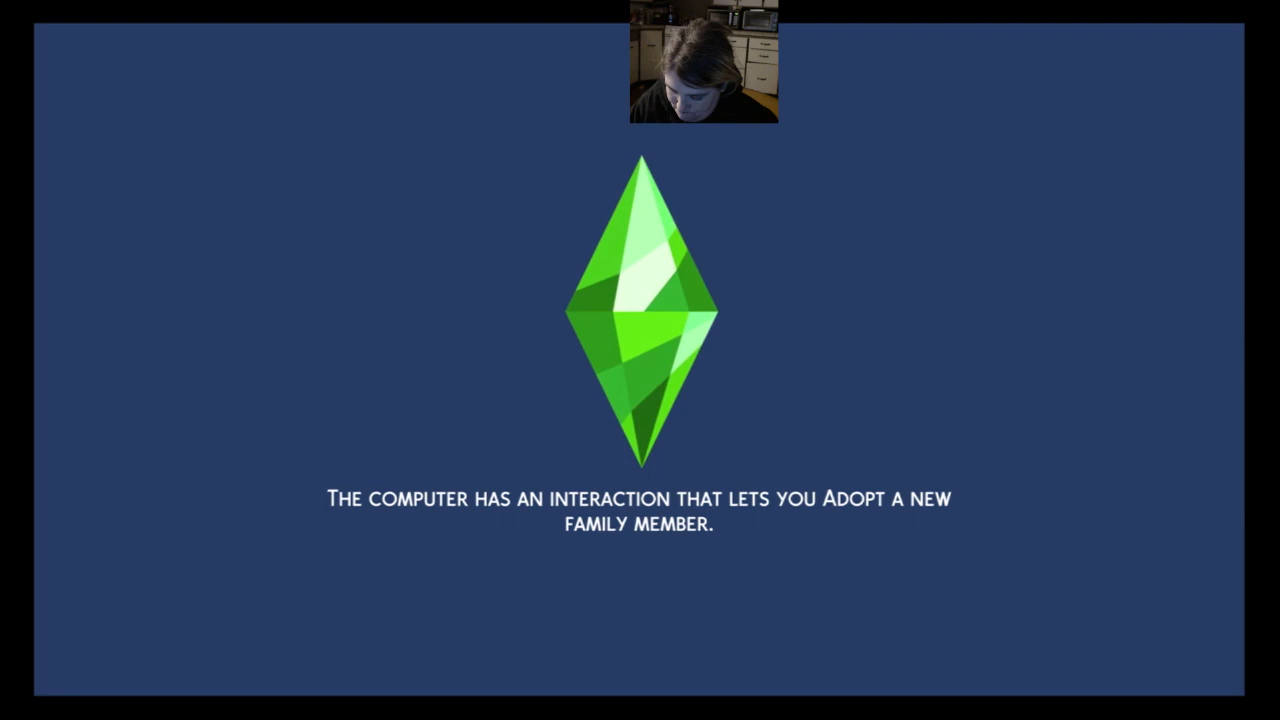 The computer has an interaction that lets you Adopt a new
family member.